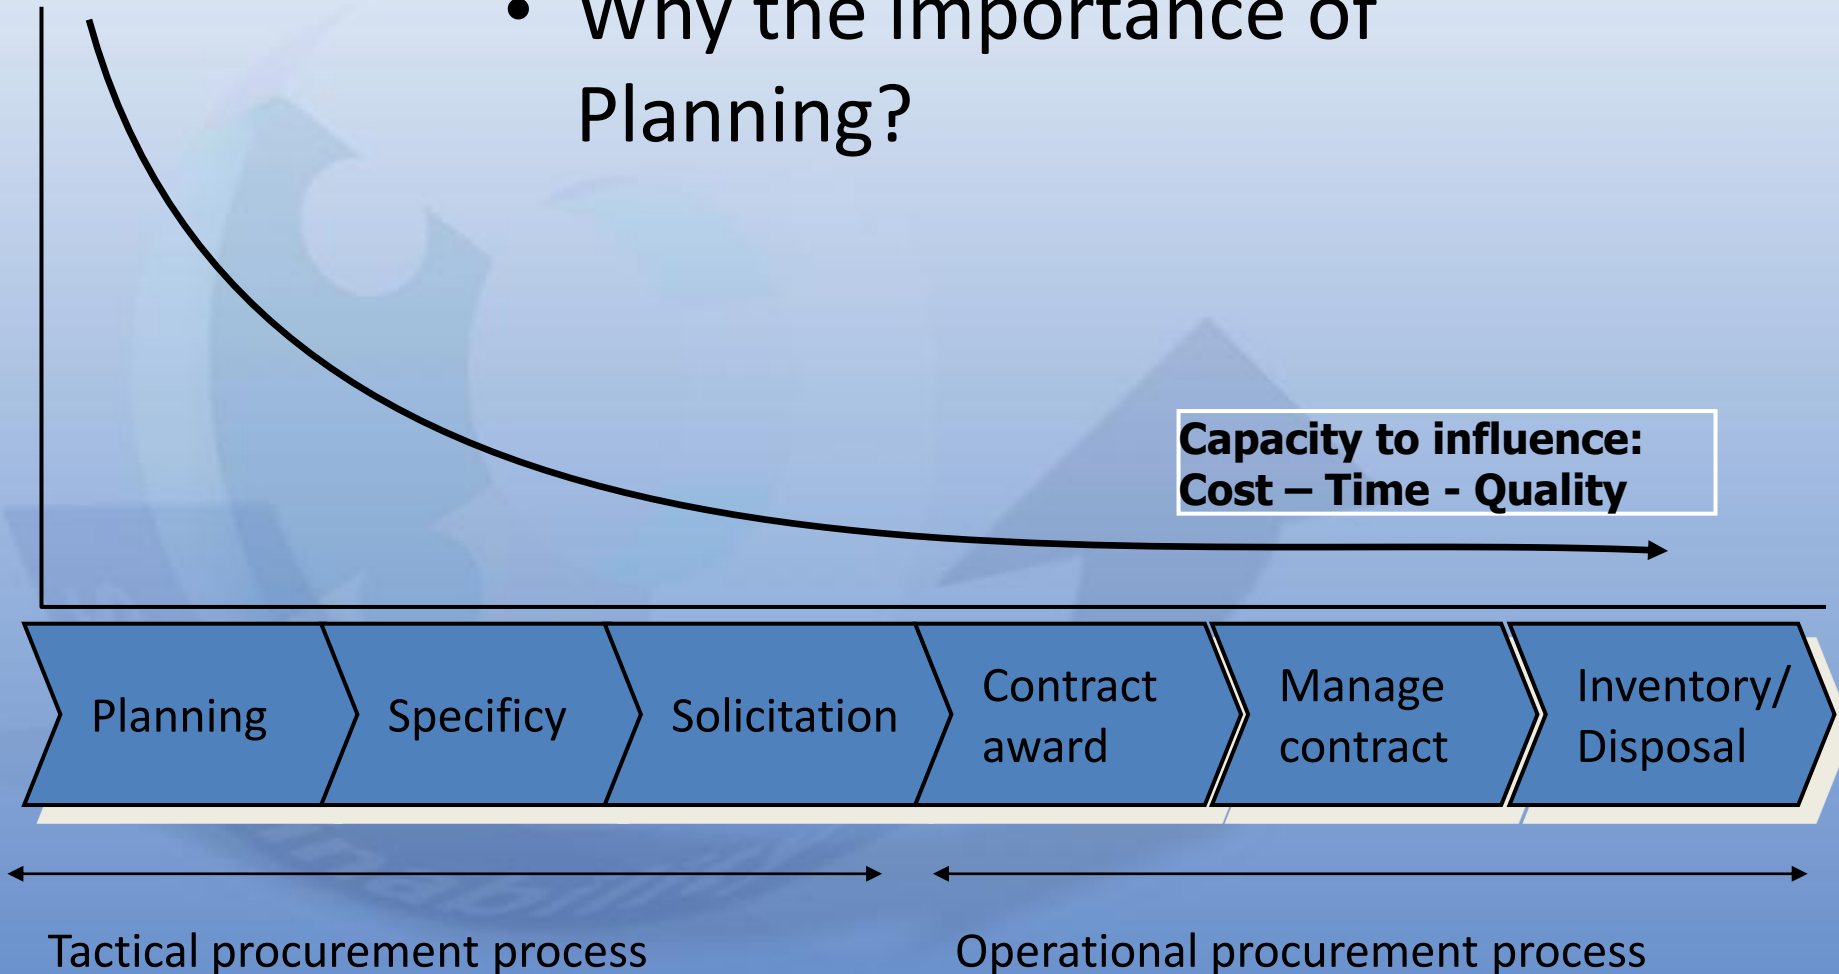 • Why the importance of
Planning?
Capacity to influence:
Cost – Time - Quality
Planning
Specificy
Solicitation
Contract
award
Manage
contract
Inventory/
Disposal
Tactical procurement process
Operational procurement process